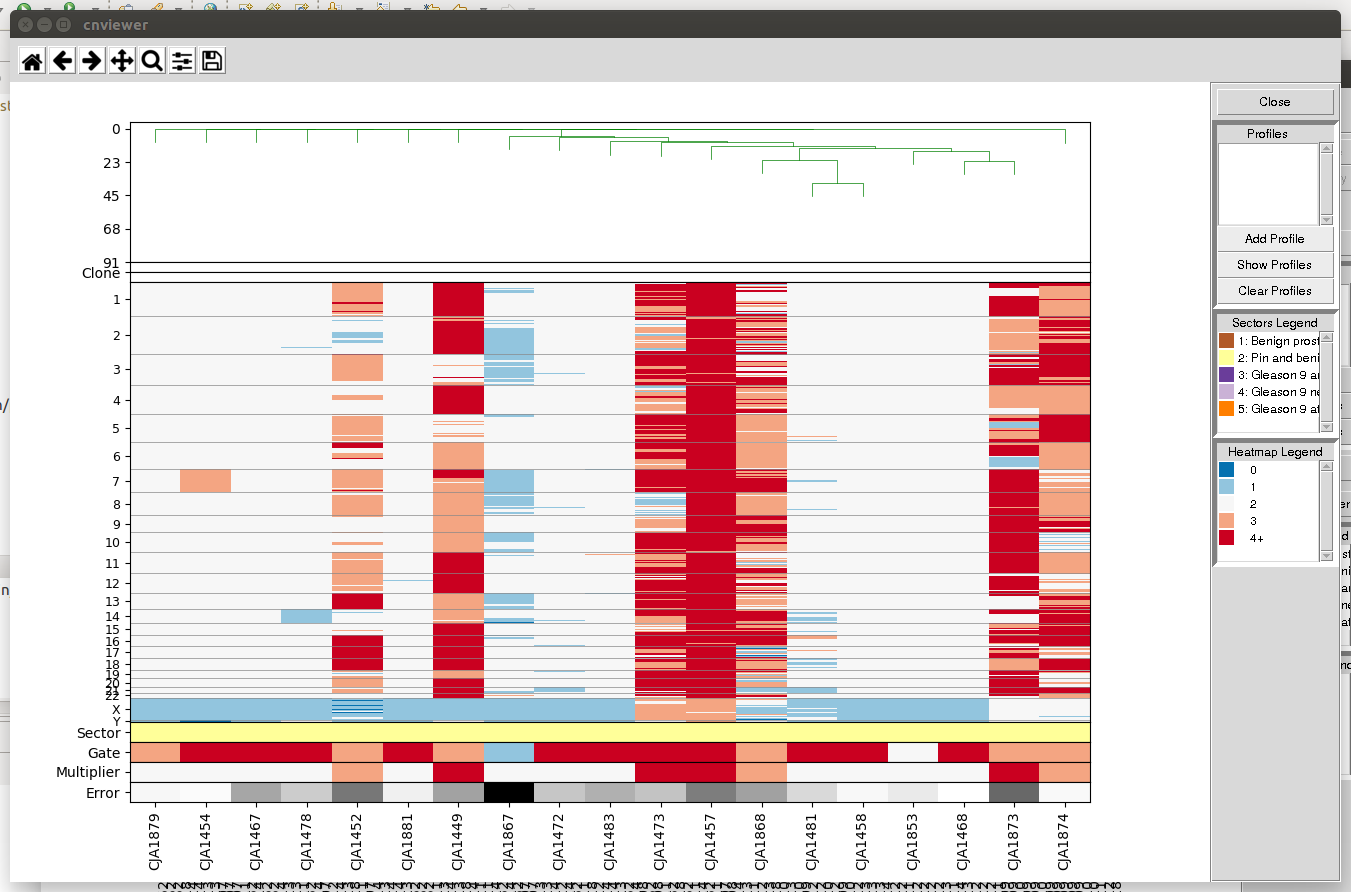 cnviewer
Close
Profiles
Add Profile
Show Profiles
Clear Profiles
Sectors Legend
1: Benign prost
2: Pin and beni
3: Gleason 9 a
4: Gleason 9 ne
5: Gleason 9 af
Heatmap Legend
0
1
2
3
4+
0
23
45
68
91
Clone
1
2
3
4
5
6
7
8
9
10
11
12
13
14
15
16
17
18
19
20
21
22
X
Y
Sector
Gate
Multiplier
Error
CJA1879
CJA1454
CJA1467
CJA1478
CJA1452
CJA1881
CJA1449
CJA1867
CJA1472
CJA1483
CJA1473
CJA1457
CJA1868
CJA1481
CJA1458
CJA1853
CJA1468
CJA1873
CJA1874